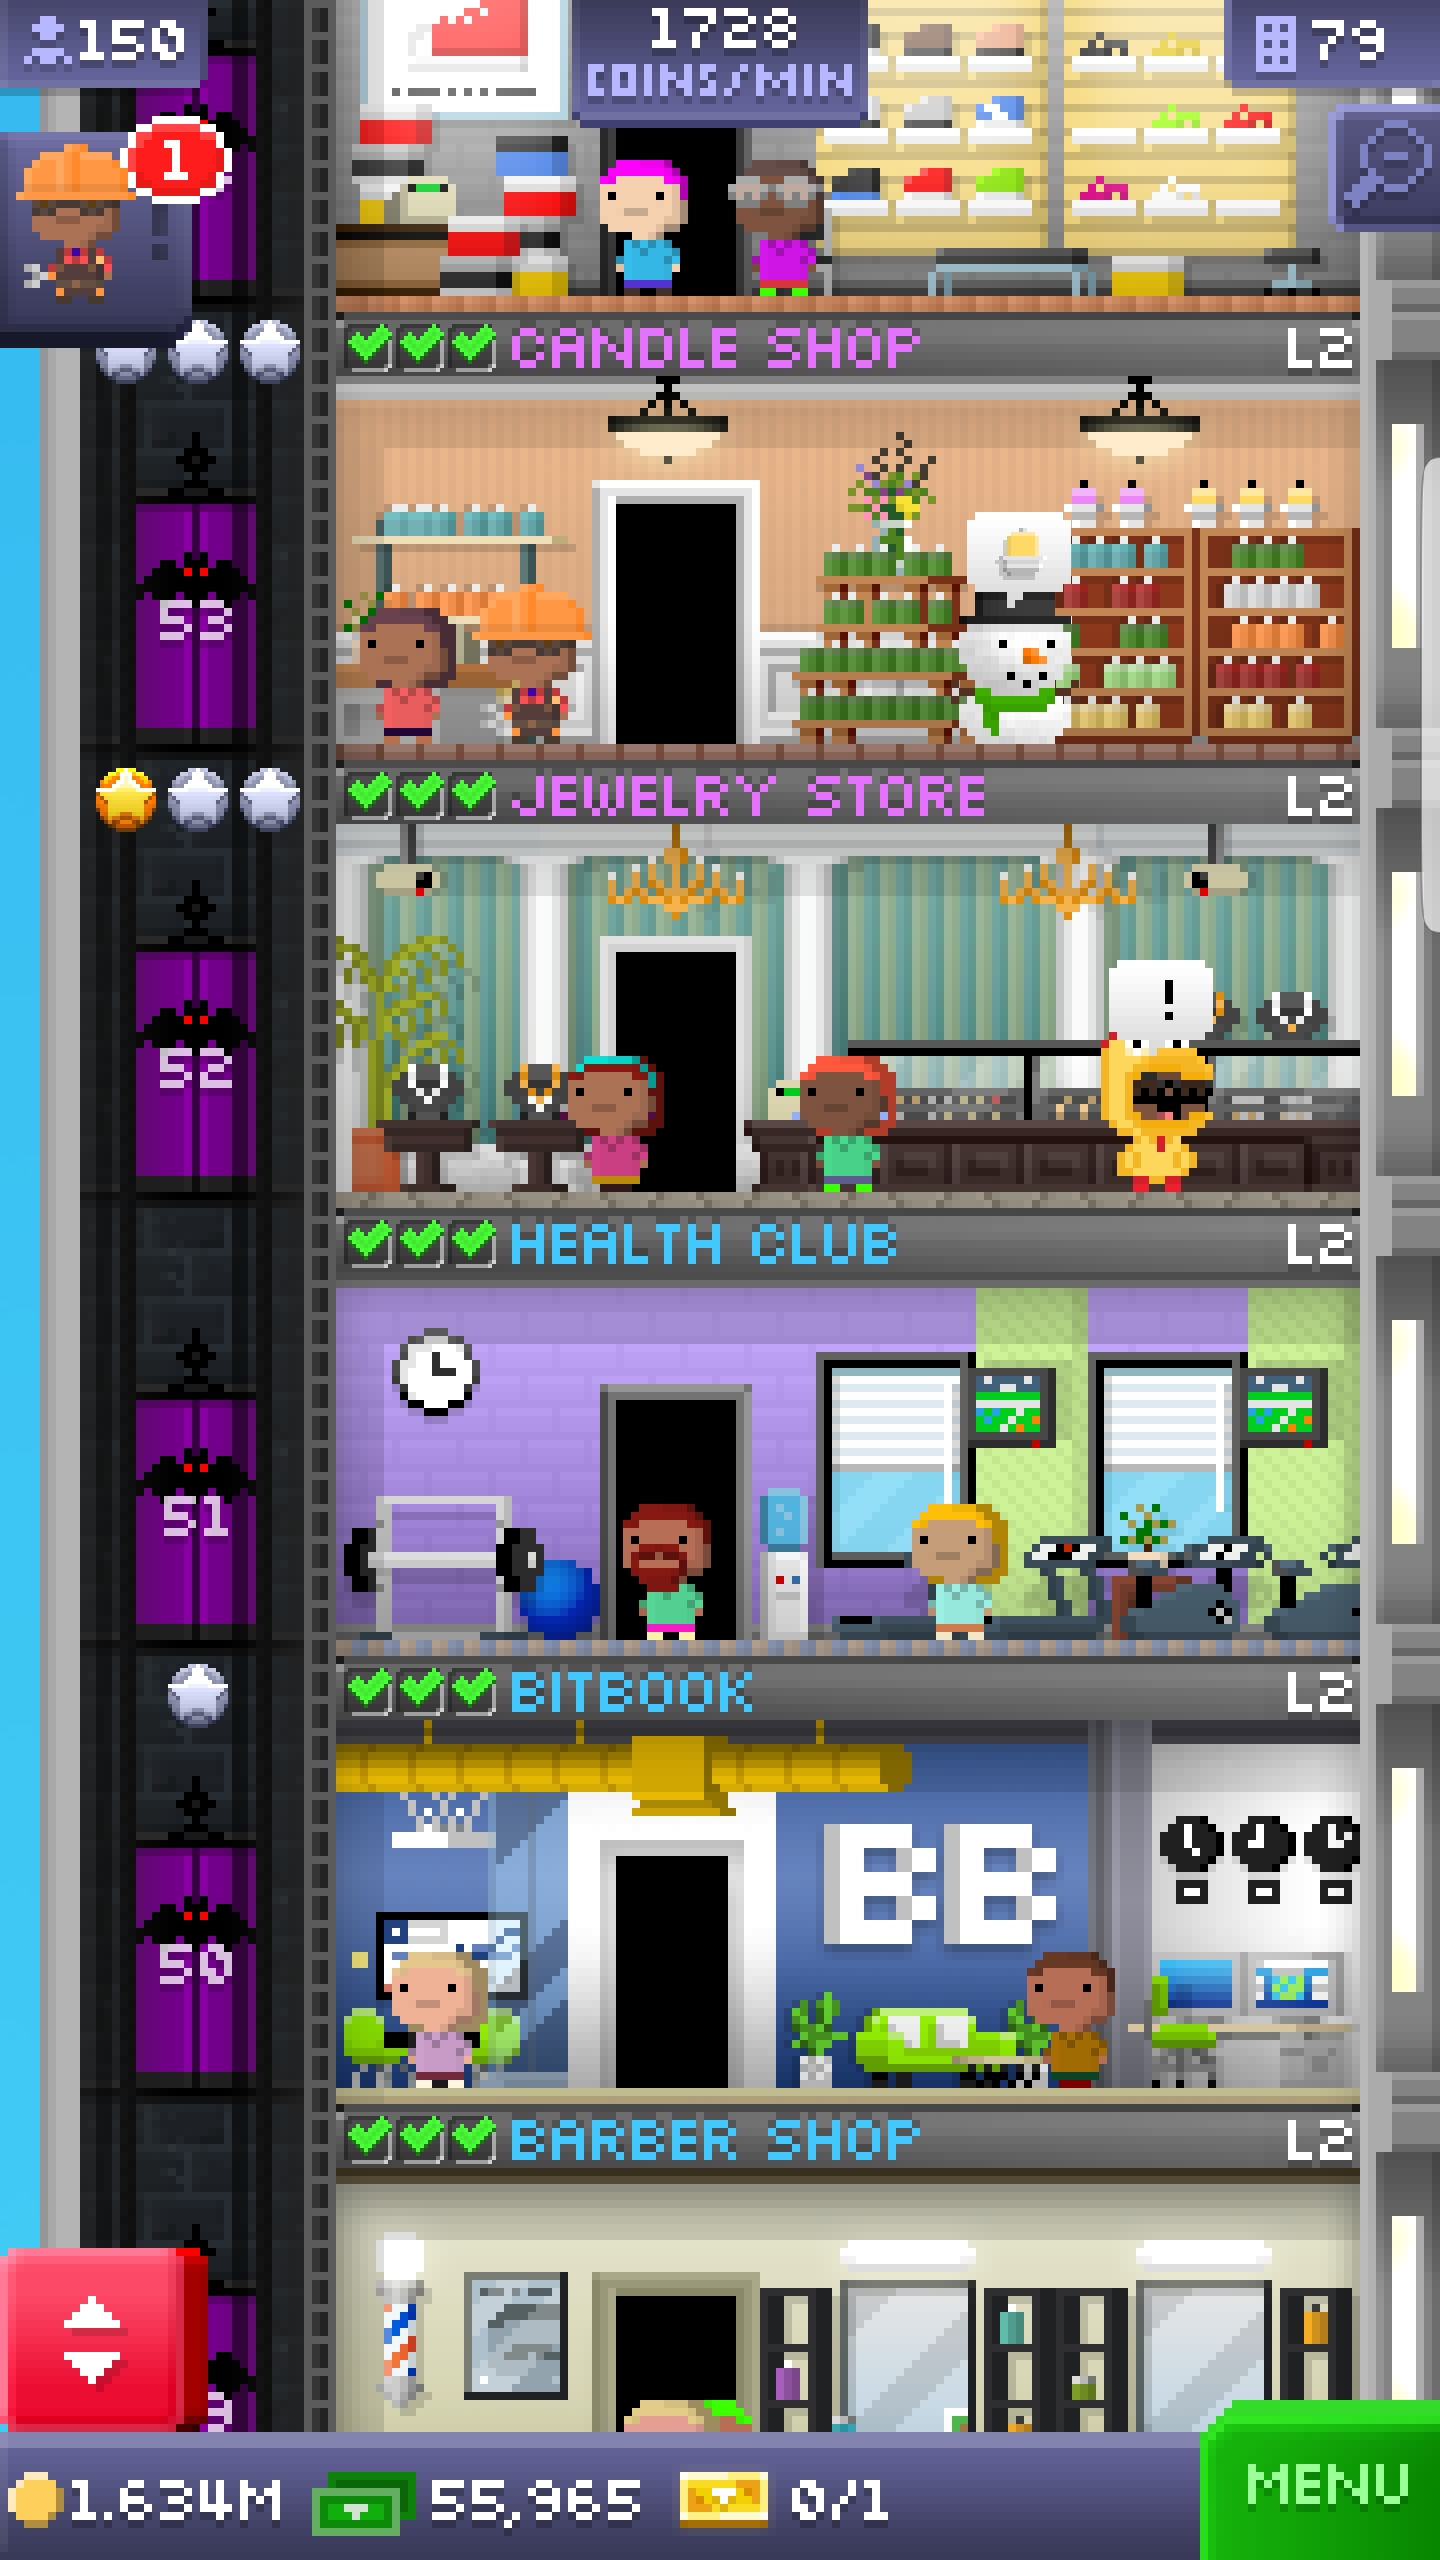 150
1728
COINS/MIN
79
1
CANDLE SHOP L2
53
!
JEWELRY STORE L2
52
HEALTH CLUB L2
51
BITBOOK L2
BB
50
BARBER SHOP L2
1.634M 55,965 0/1
MENU